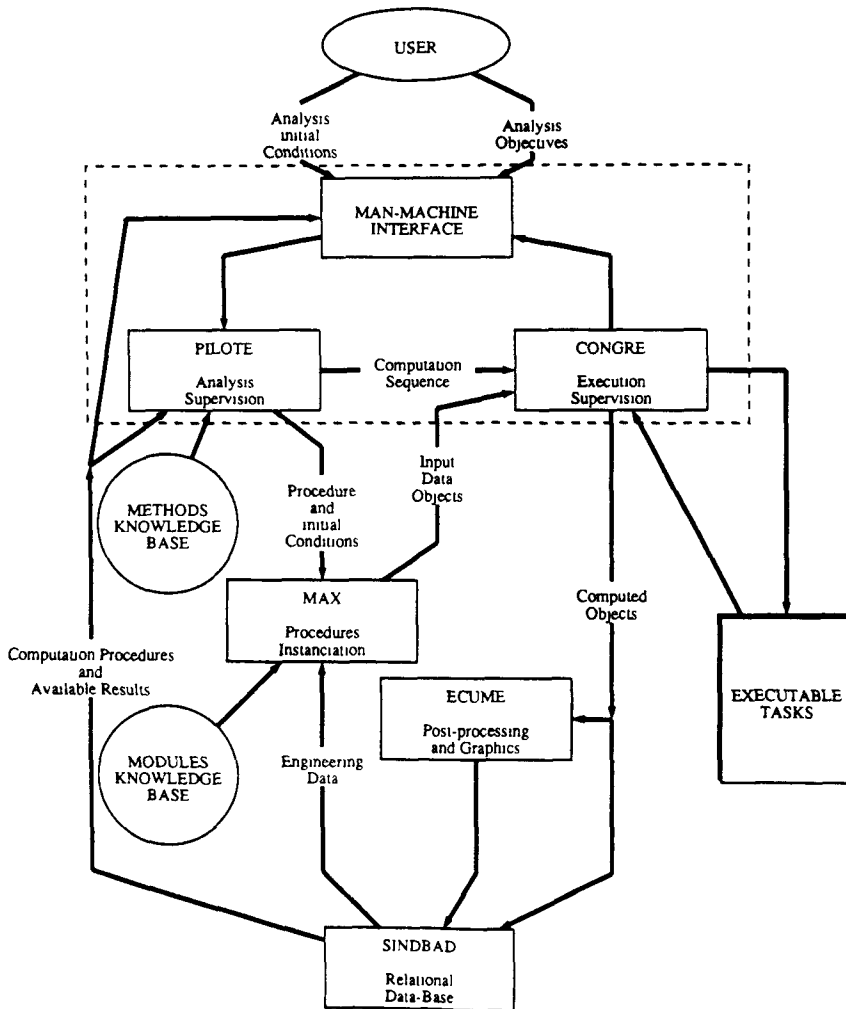 USER
Analysis
Initial
Conditions
Analysis
Objectives
MAN-MACHINE
INTERFACE
PILOTE
Analysis
Supervision
Computation
Sequence
CONGRE
Execution
Supervision
METHODS
KNOWLEDGE
BASE
Procedure
and
Initial
Conditions
Input
Data
Objects
MAX
Procedures
Instanciation
Computed
Objects
Computation Procedures
and
Available Results
ECUME
Post-processing
and Graphics
EXECUTABLE
TASKS
MODULES
KNOWLEDGE
BASE
Engineering
Data
SINDBAD
Relational
Data-Base